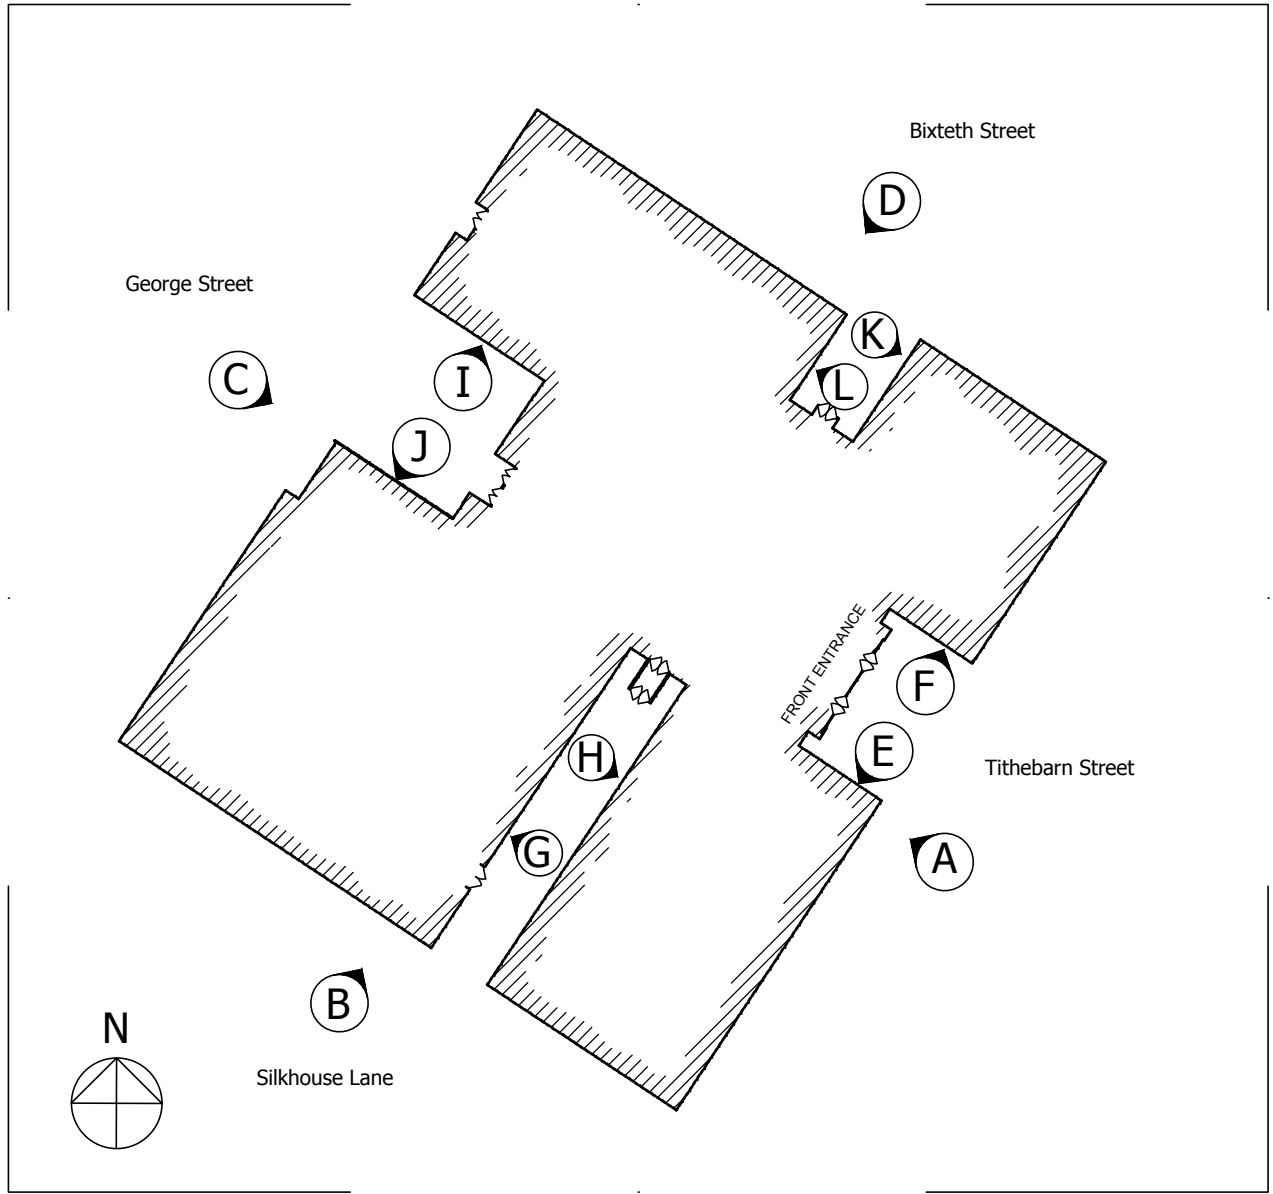 Bixteth Street
D
George Street
K
C
I
L
J
FRONT ENTRANCE
F
E
H
Tithebarn Street
G
A
B
N
Silkhouse Lane